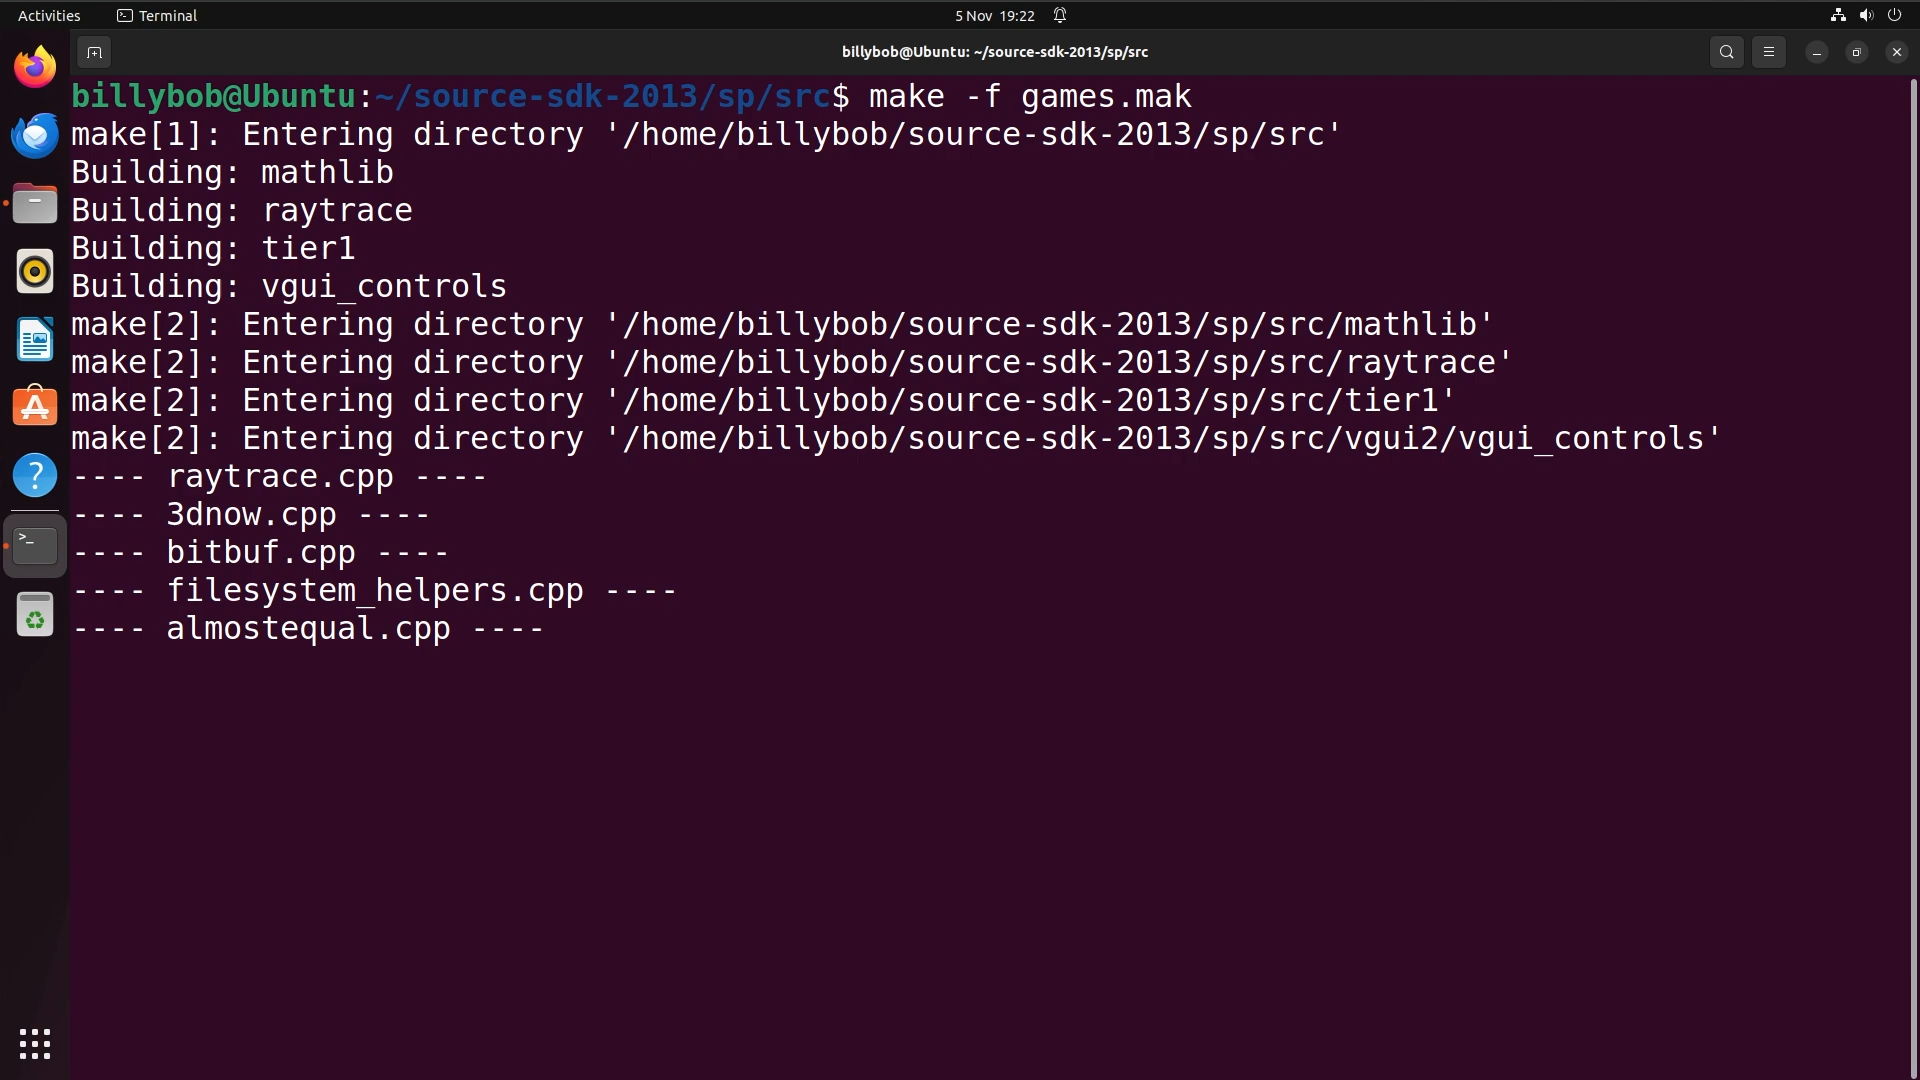 Activities
Terminal
5 Nov 19:22
billybob@Ubuntu: ~/source-sdk-2013/sp/src
billybob@Ubuntu:~/source-sdk-2013/sp/src$ make -f games.mak
make[1]: Entering directory '/home/billybob/source-sdk-2013/sp/src'
Building: mathlib
Building: raytrace
Building: tier1
Building: vgui_controls
make[2]: Entering directory '/home/billybob/source-sdk-2013/sp/src/mathlib'
make[2]: Entering directory '/home/billybob/source-sdk-2013/sp/src/raytrace'
make[2]: Entering directory '/home/billybob/source-sdk-2013/sp/src/tier1'
make[2]: Entering directory '/home/billybob/source-sdk-2013/sp/src/vgui2/vgui_controls'
---- raytrace.cpp ----
---- 3dnow.cpp ----
---- bitbuf.cpp ----
---- filesystem_helpers.cpp ----
---- almostequal.cpp ----